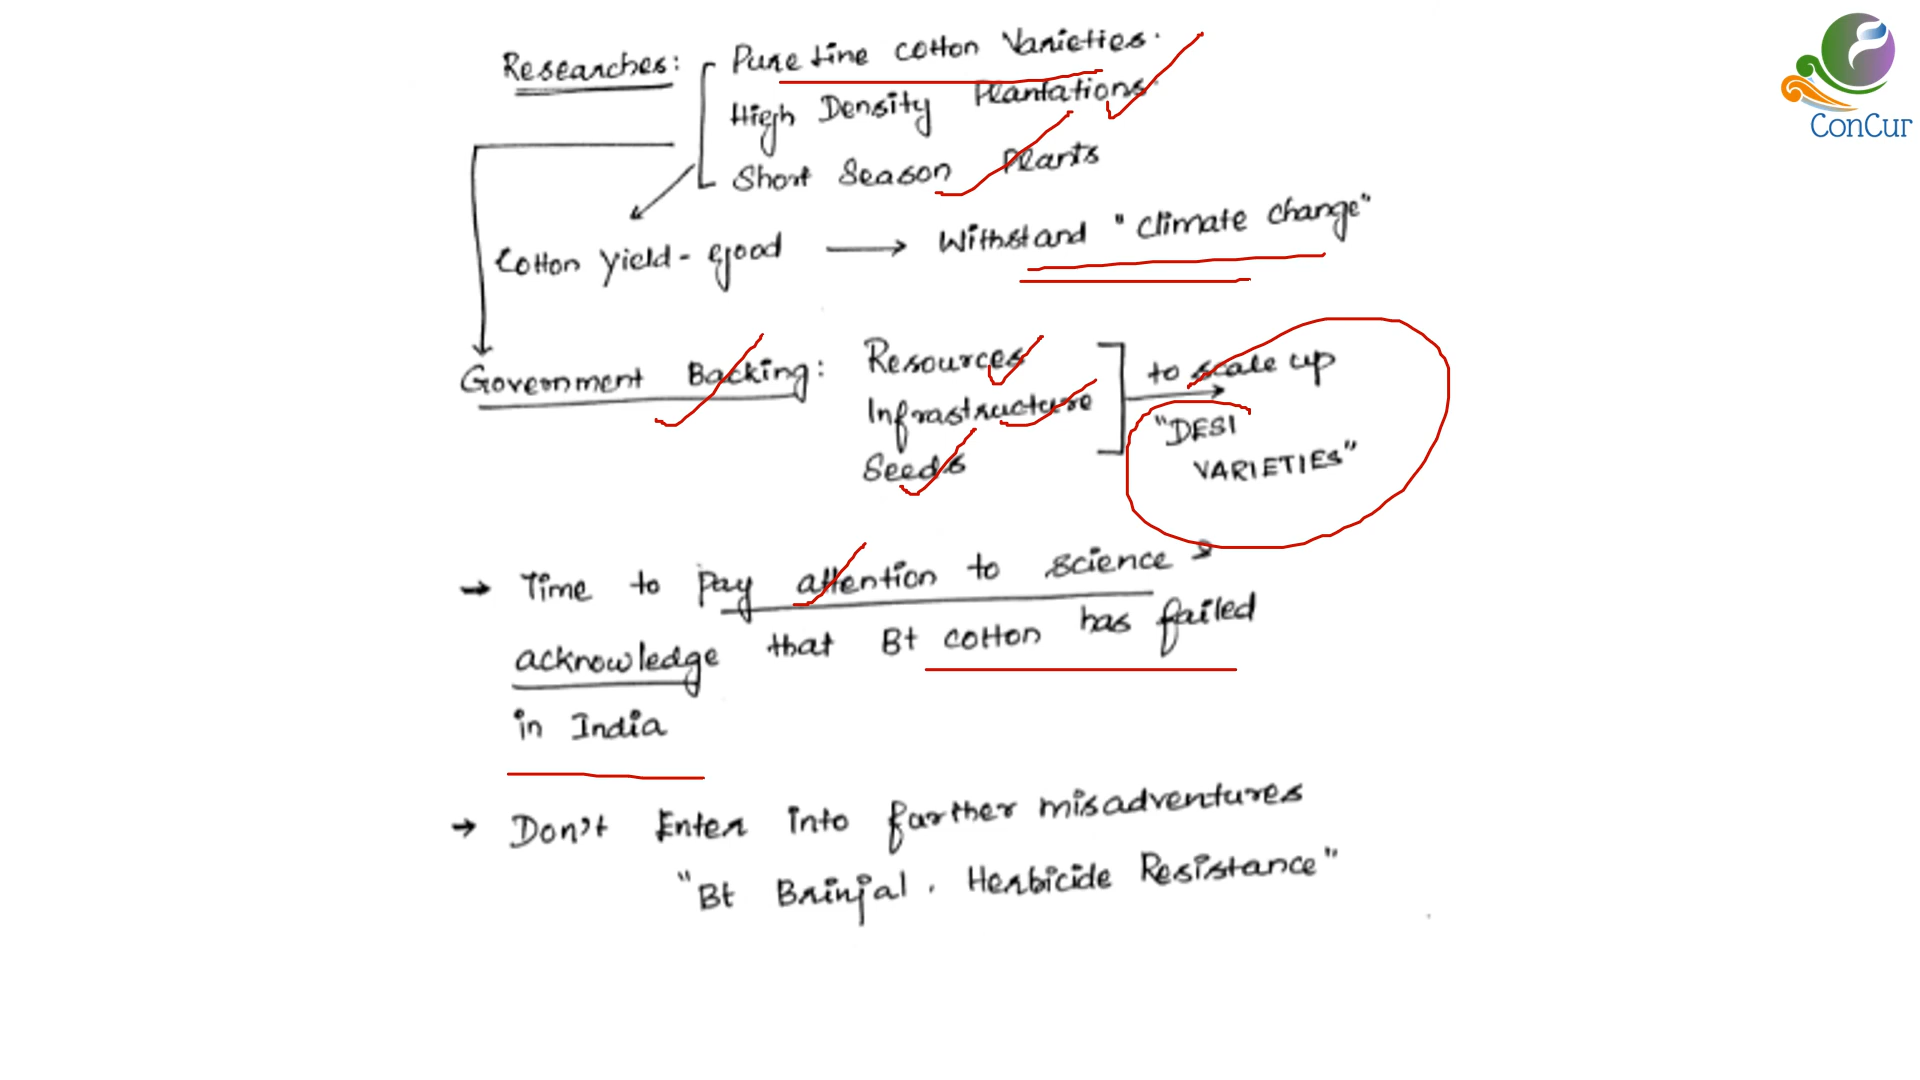 Researches: Pure Line Cotton Varieties.
High Density Plantations
Short Season Plants
Cotton Yield - Good → Withstand "Climate Change"
Government Backing: Resources
Infrastructure
Seeds
to scale up
"DESI
VARIETIES"
→ Time to pay attention to science &
acknowledge that Bt cotton has failed
in India
→ Don't Enter into further misadventures
"Bt Brinjal, Herbicide Resistance"
ConCur